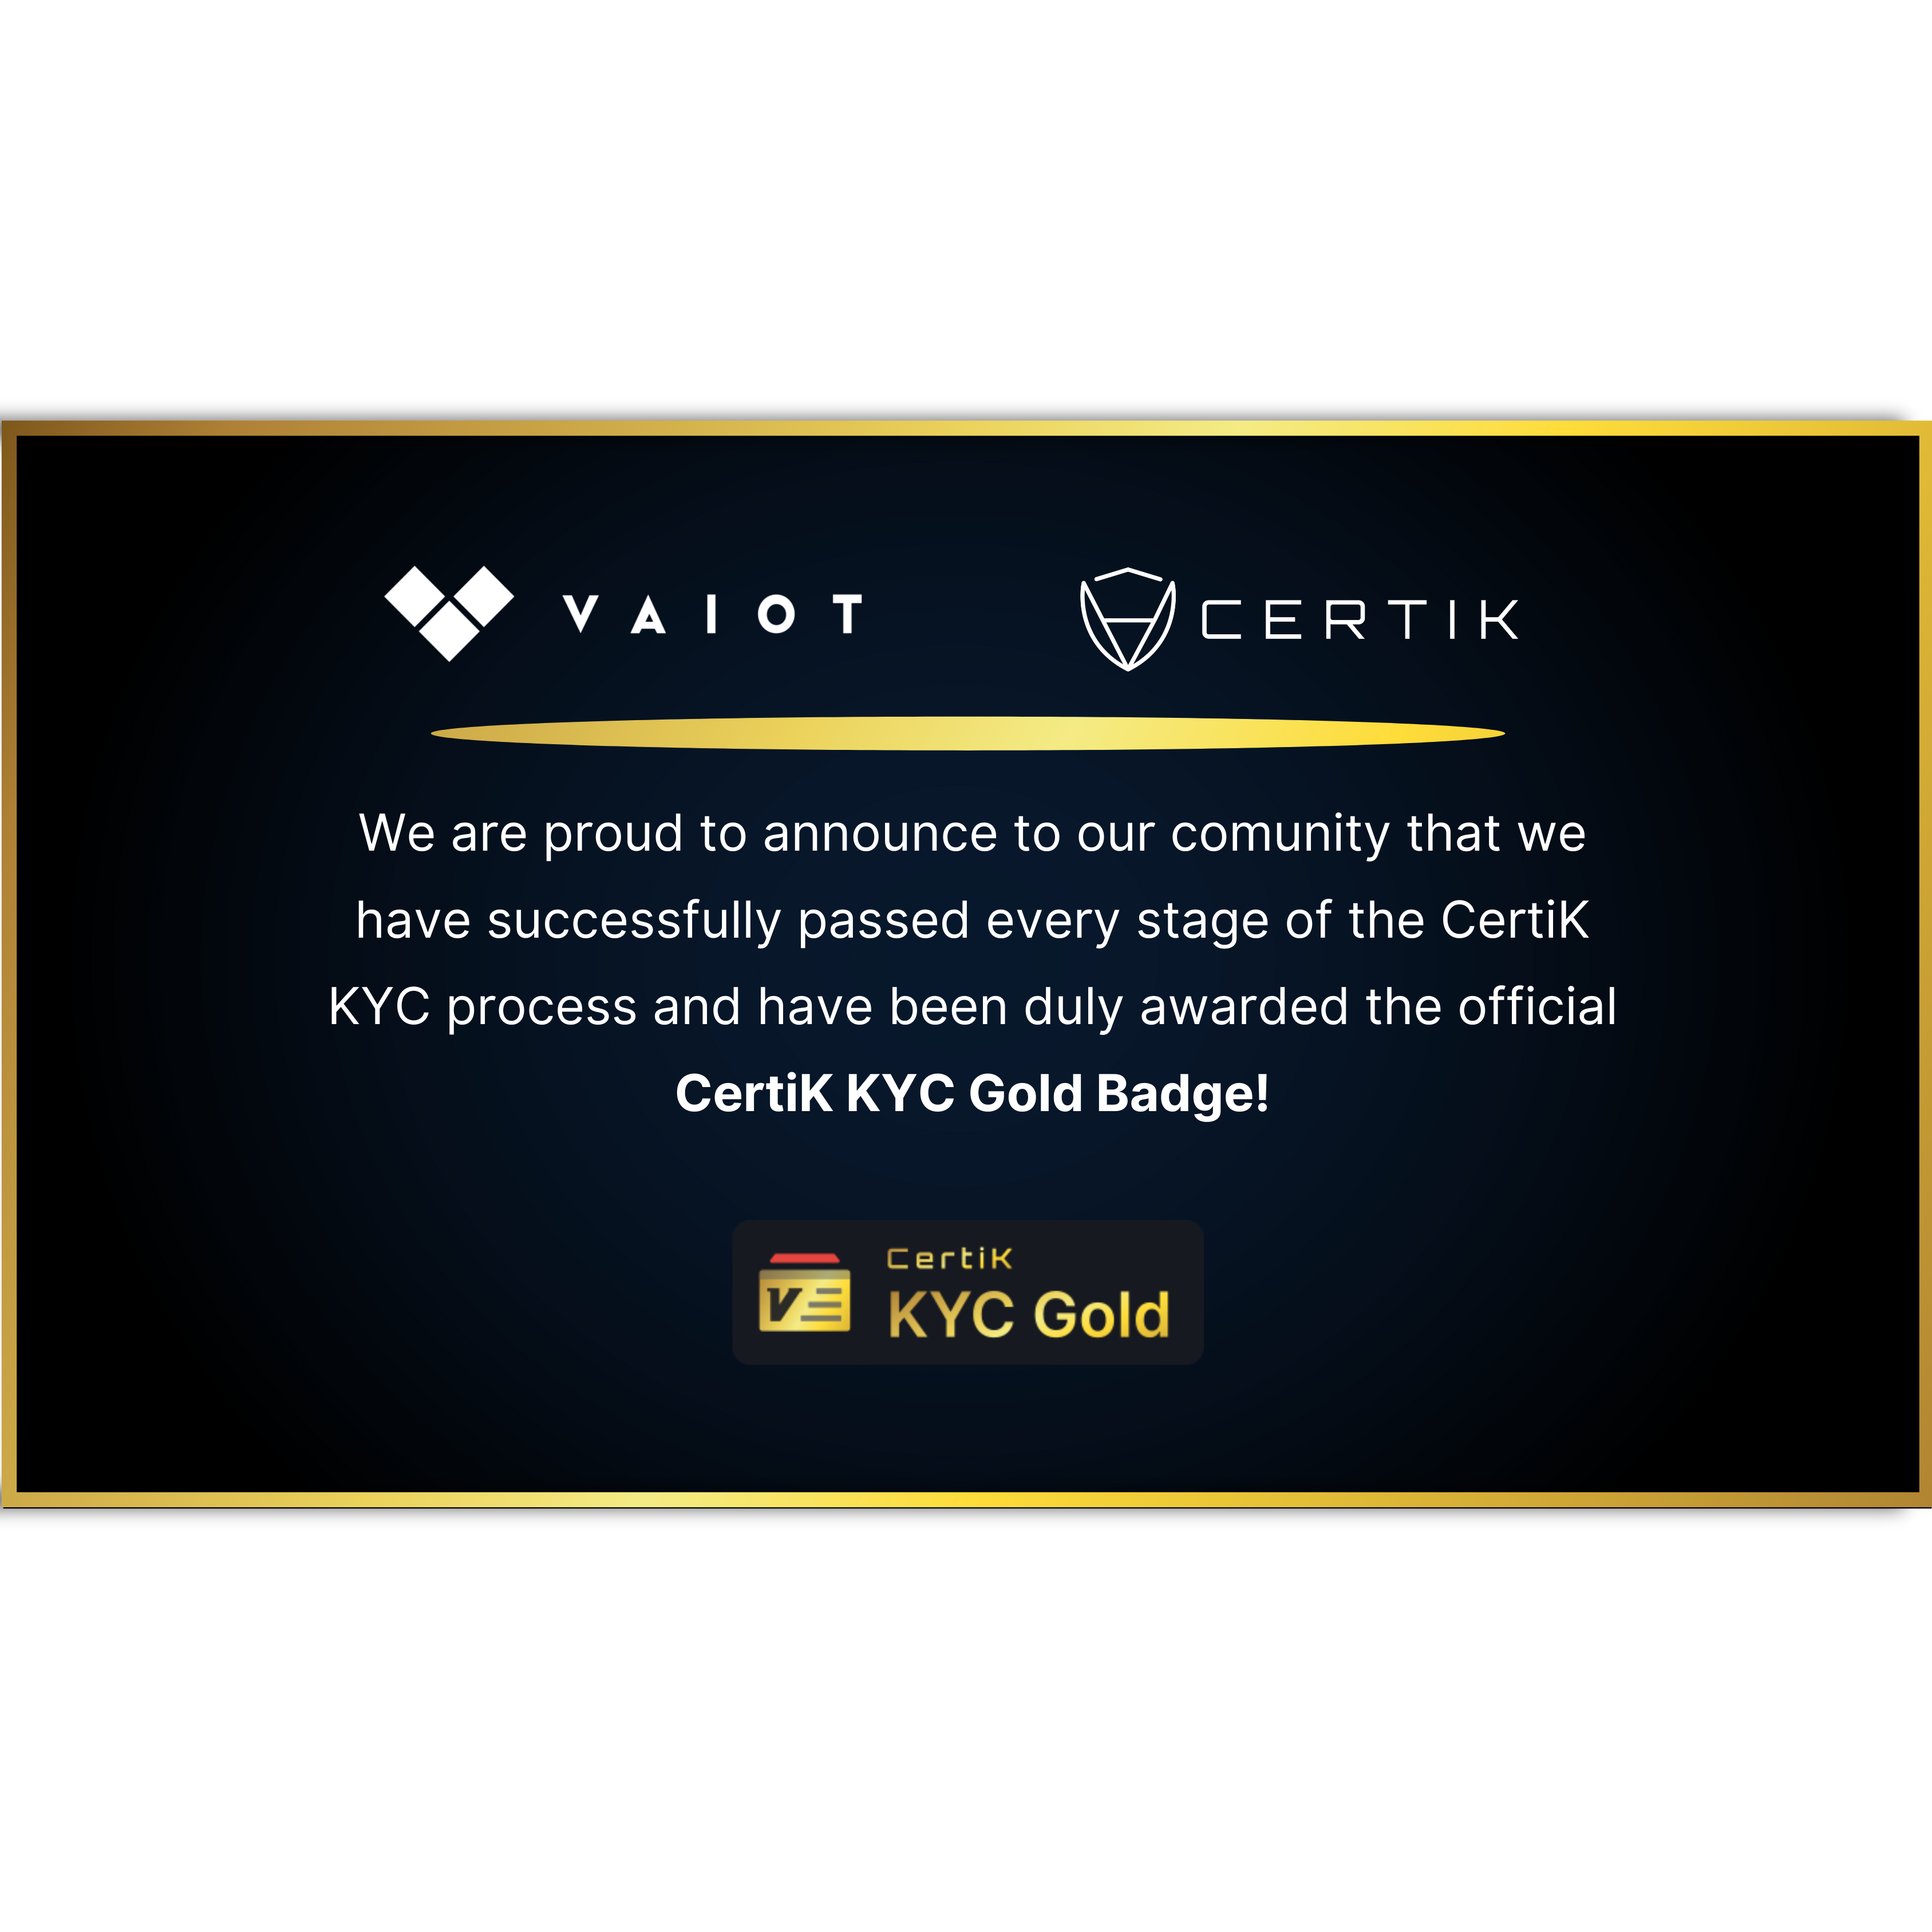 VAIOT CERTIK
We are proud to announce to our comunity that we
have successfully passed every stage of the CertiK
KYC process and have been duly awarded the official
CertiK KYC Gold Badge!
CertiK
KYC Gold